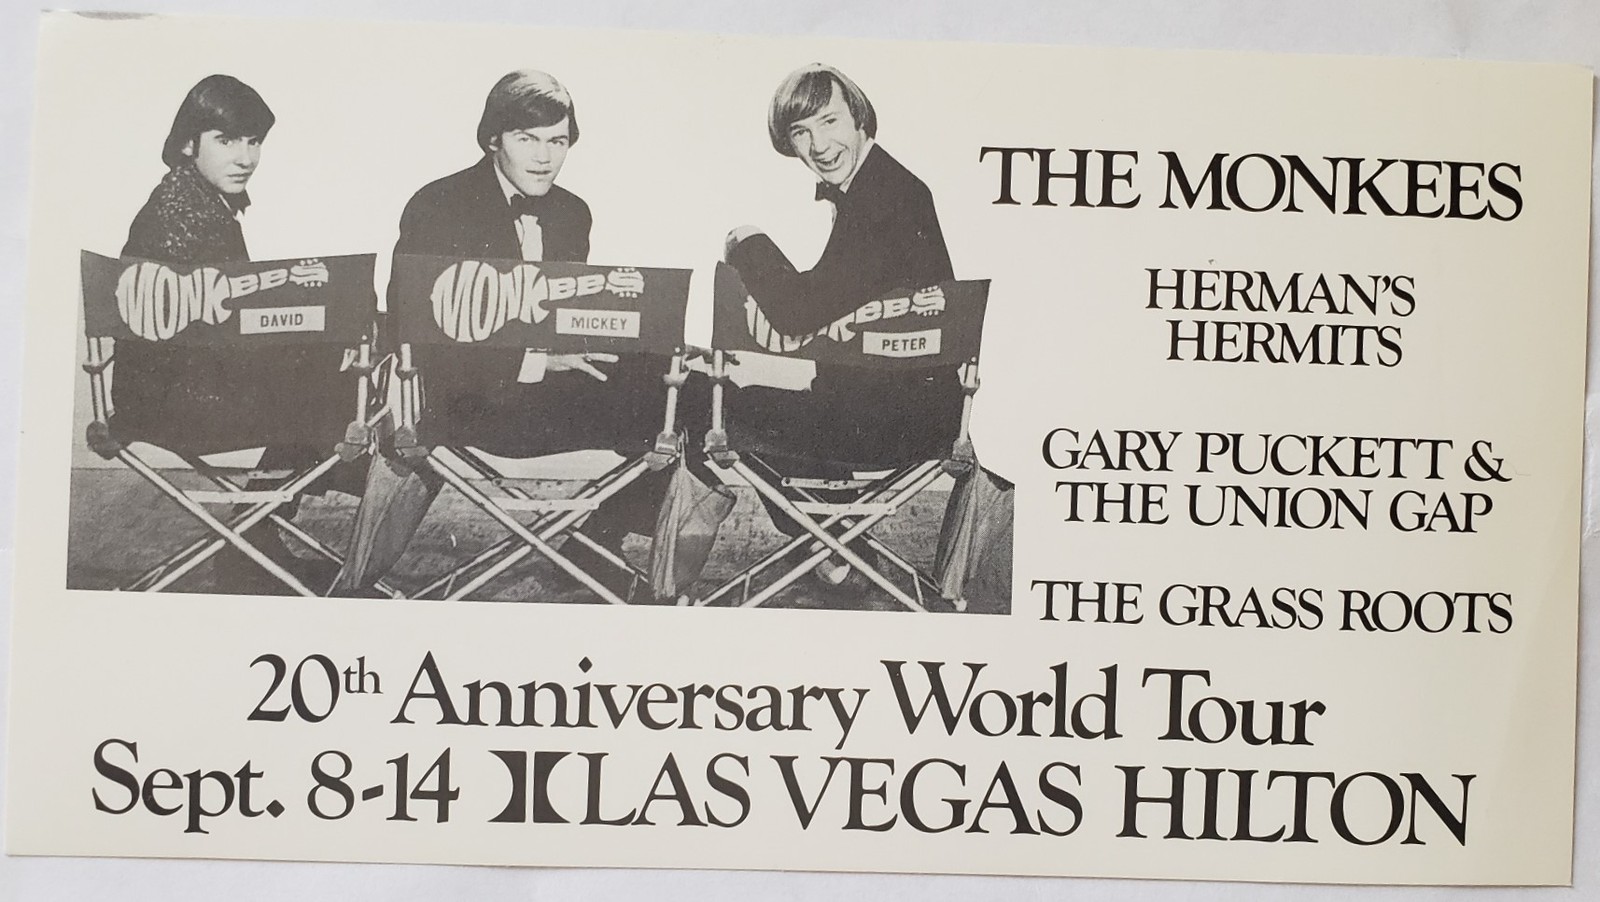 MONKEES
DAVID
MONKEES
MICKEY
MONKEES
PETER
THE MONKEES
HERMAN'S
HERMITS
GARY PUCKETT &
THE UNION GAP
THE GRASS ROOTS
20th Anniversary World Tour
Sept. 8-14 LAS VEGAS HILTON